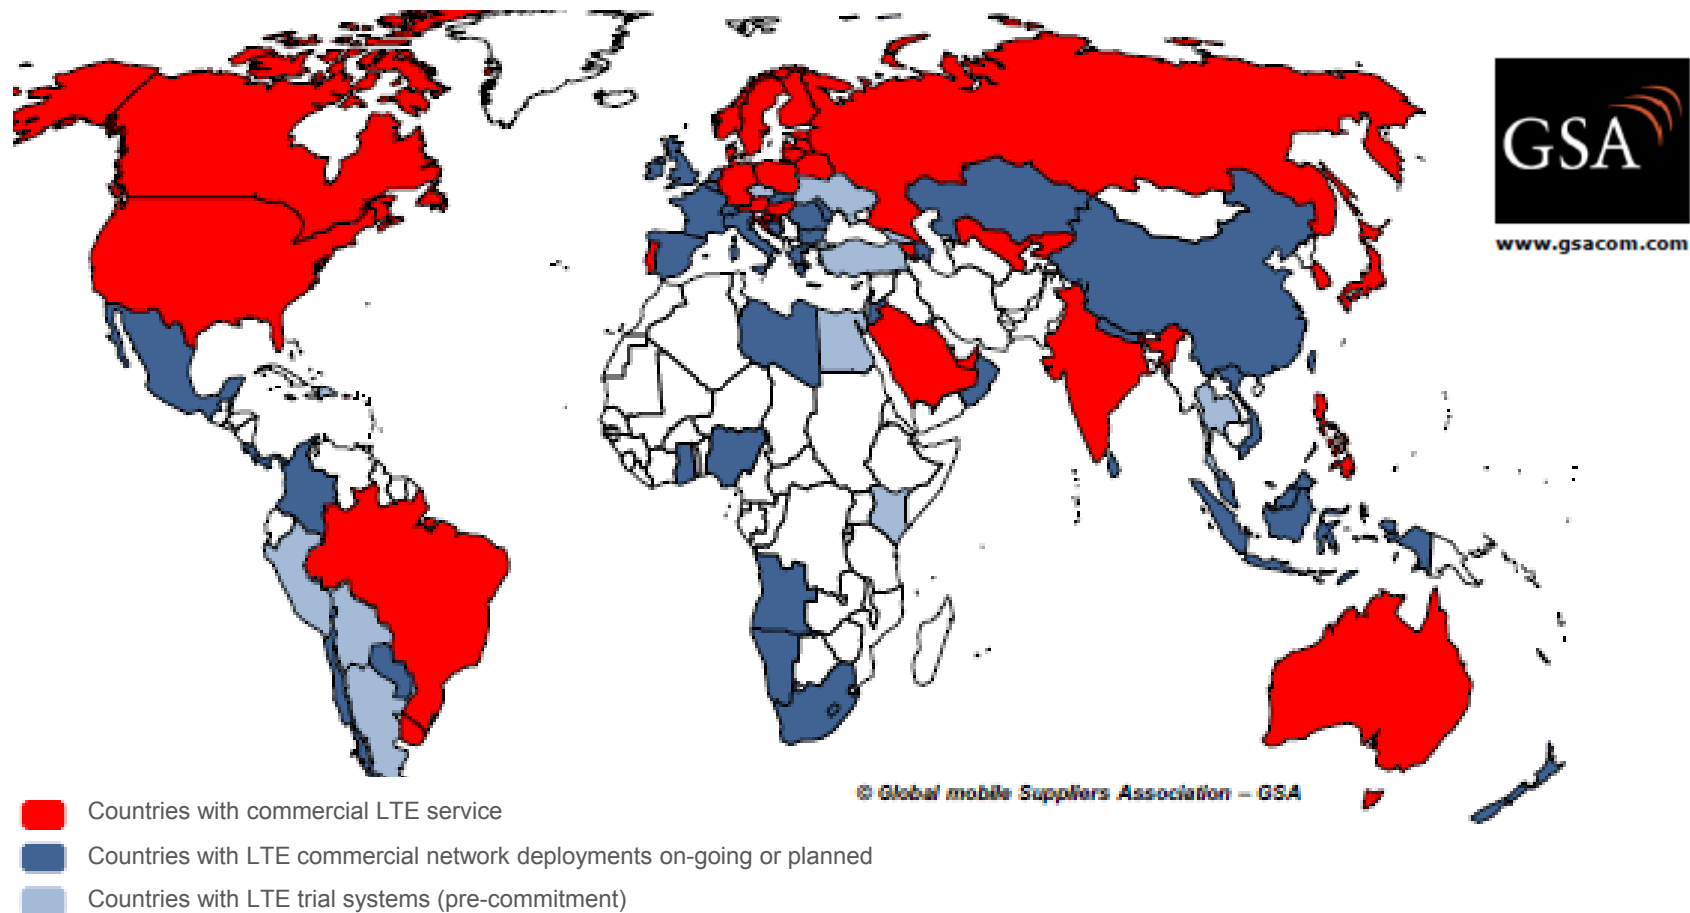 GSA
www.gsacom.com
© Global mobile Suppliers Association – GSA
Countries with commercial LTE service
Countries with LTE commercial network deployments on-going or planned
Countries with LTE trial systems (pre-commitment)